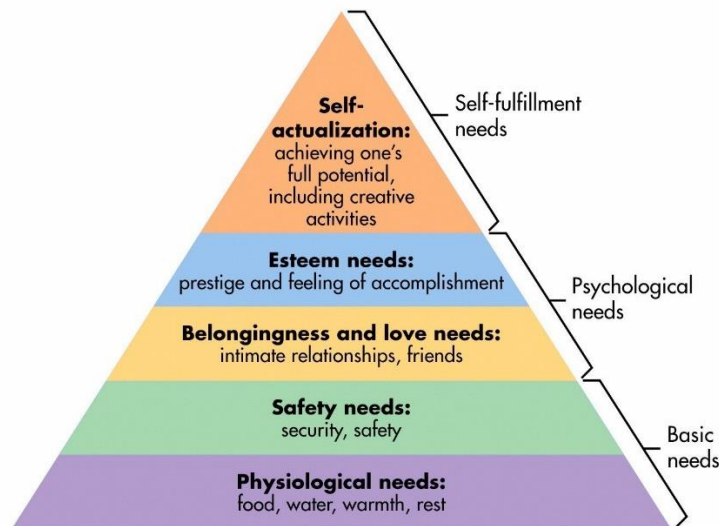 Self-
actualization:
achieving one's
full potential,
including creative
activities
Self-fulfillment
needs
Esteem needs:
prestige and feeling of accomplishment
Psychological
needs
Belongingness and love needs:
intimate relationships, friends
Safety needs:
security, safety
Basic
needs
Physiological needs:
food, water, warmth, rest